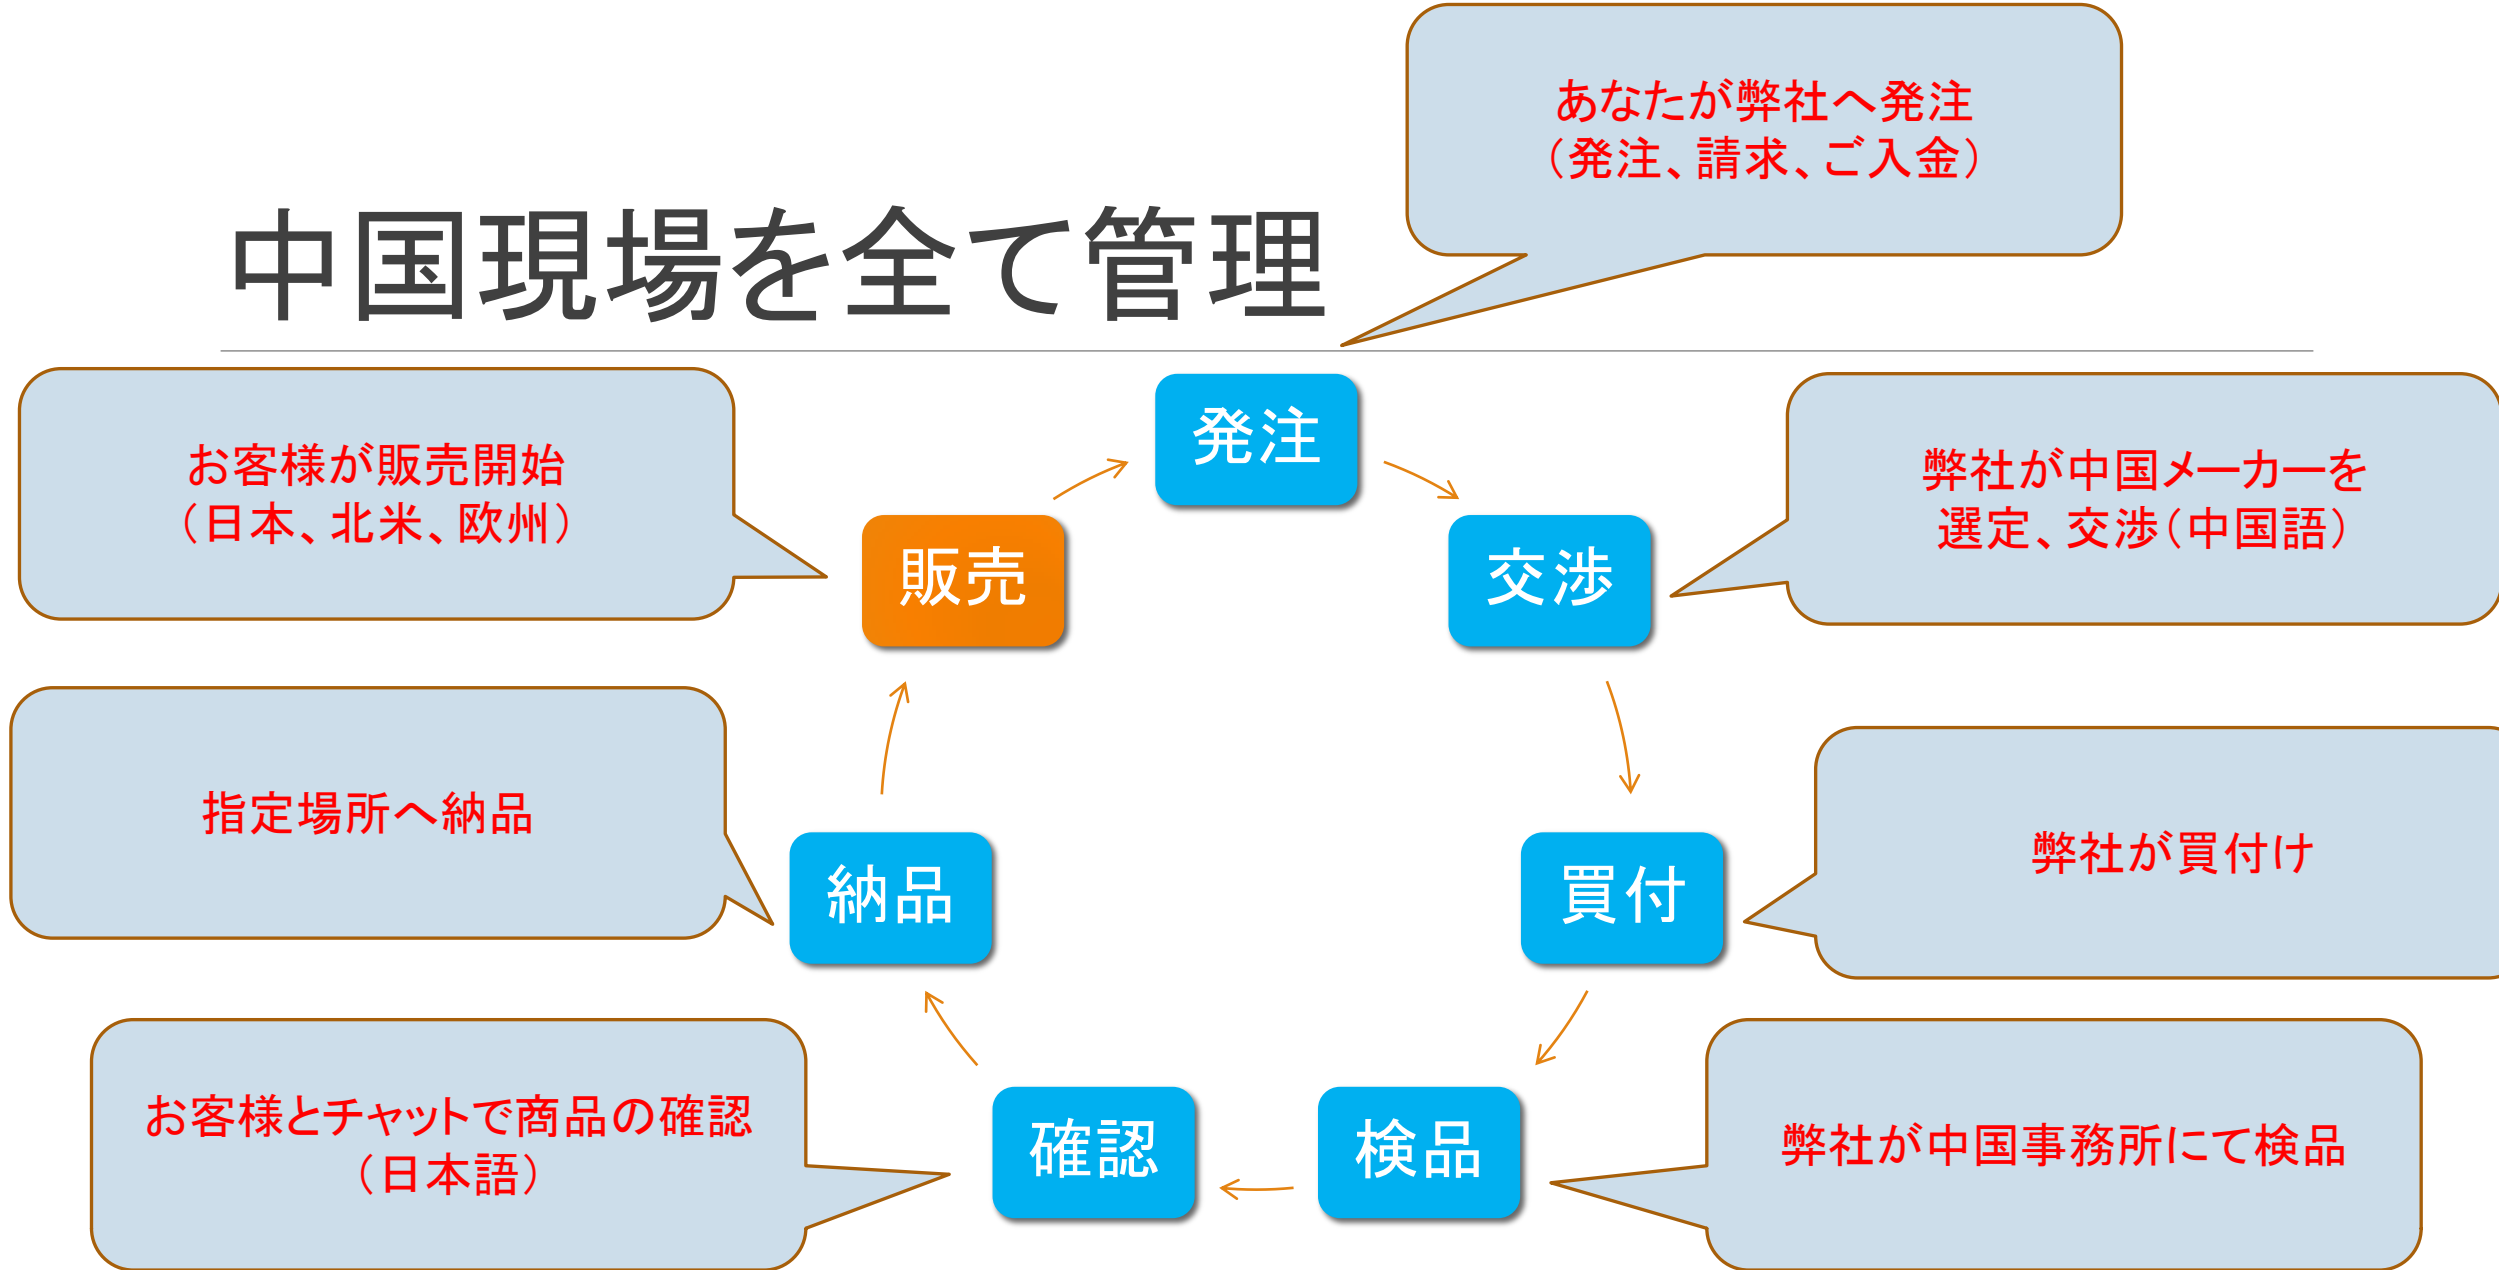 中国現場を全て管理
あなたが弊社へ発注
（発注、請求、ご入金）
発注
弊社が中国メーカーを
選定、交渉（中国語）
交渉
弊社が買付け
買付
弊社が中国事務所にて検品
検品
お客様とチャットで商品の確認
（日本語）
確認
指定場所へ納品
納品
お客様が販売開始
（日本、北米、欧州）
販売